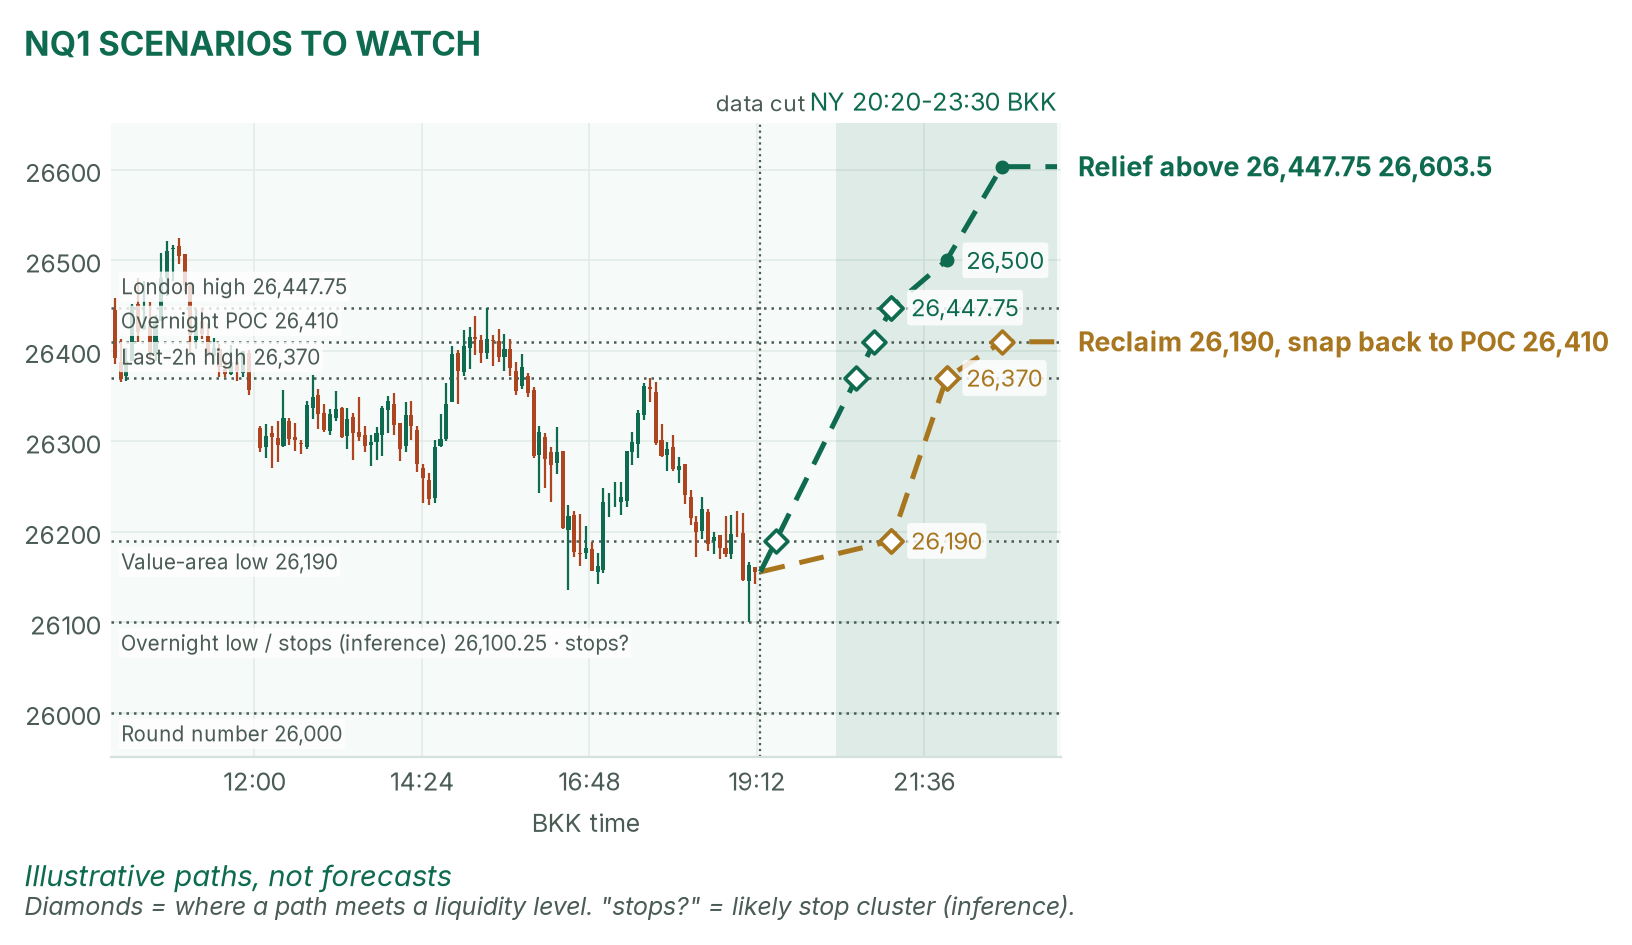 NQ1 SCENARIOS TO WATCH
data cut NY 20:20-23:30 BKK
26600
26500
26400
26300
26200
26100
26000
London high 26,447.75
Overnight POC 26,410
Last-2h high 26,370
Value-area low 26,190
Overnight low / stops (inference) 26,100.25 · stops?
Round number 26,000
26,500
26,447.75
26,370
26,190
Relief above 26,447.75 26,603.5
Reclaim 26,190, snap back to POC 26,410
12:00 14:24 16:48 19:12 21:36
BKK time
Illustrative paths, not forecasts
Diamonds = where a path meets a liquidity level. "stops?" = likely stop cluster (inference).